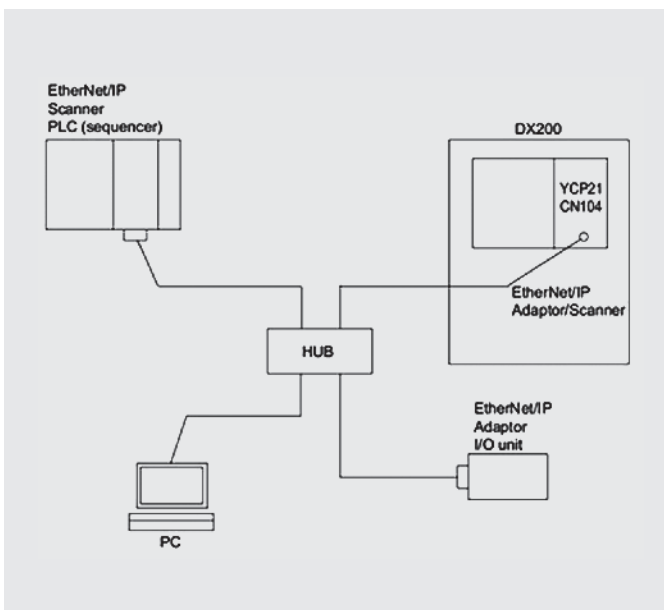 EtherNet/IP
Scanner
PLC (sequencer)
DX200
YCP21
CN104
EtherNet/IP
Adaptor/Scanner
HUB
EtherNet/IP
Adaptor
I/O unit
PC